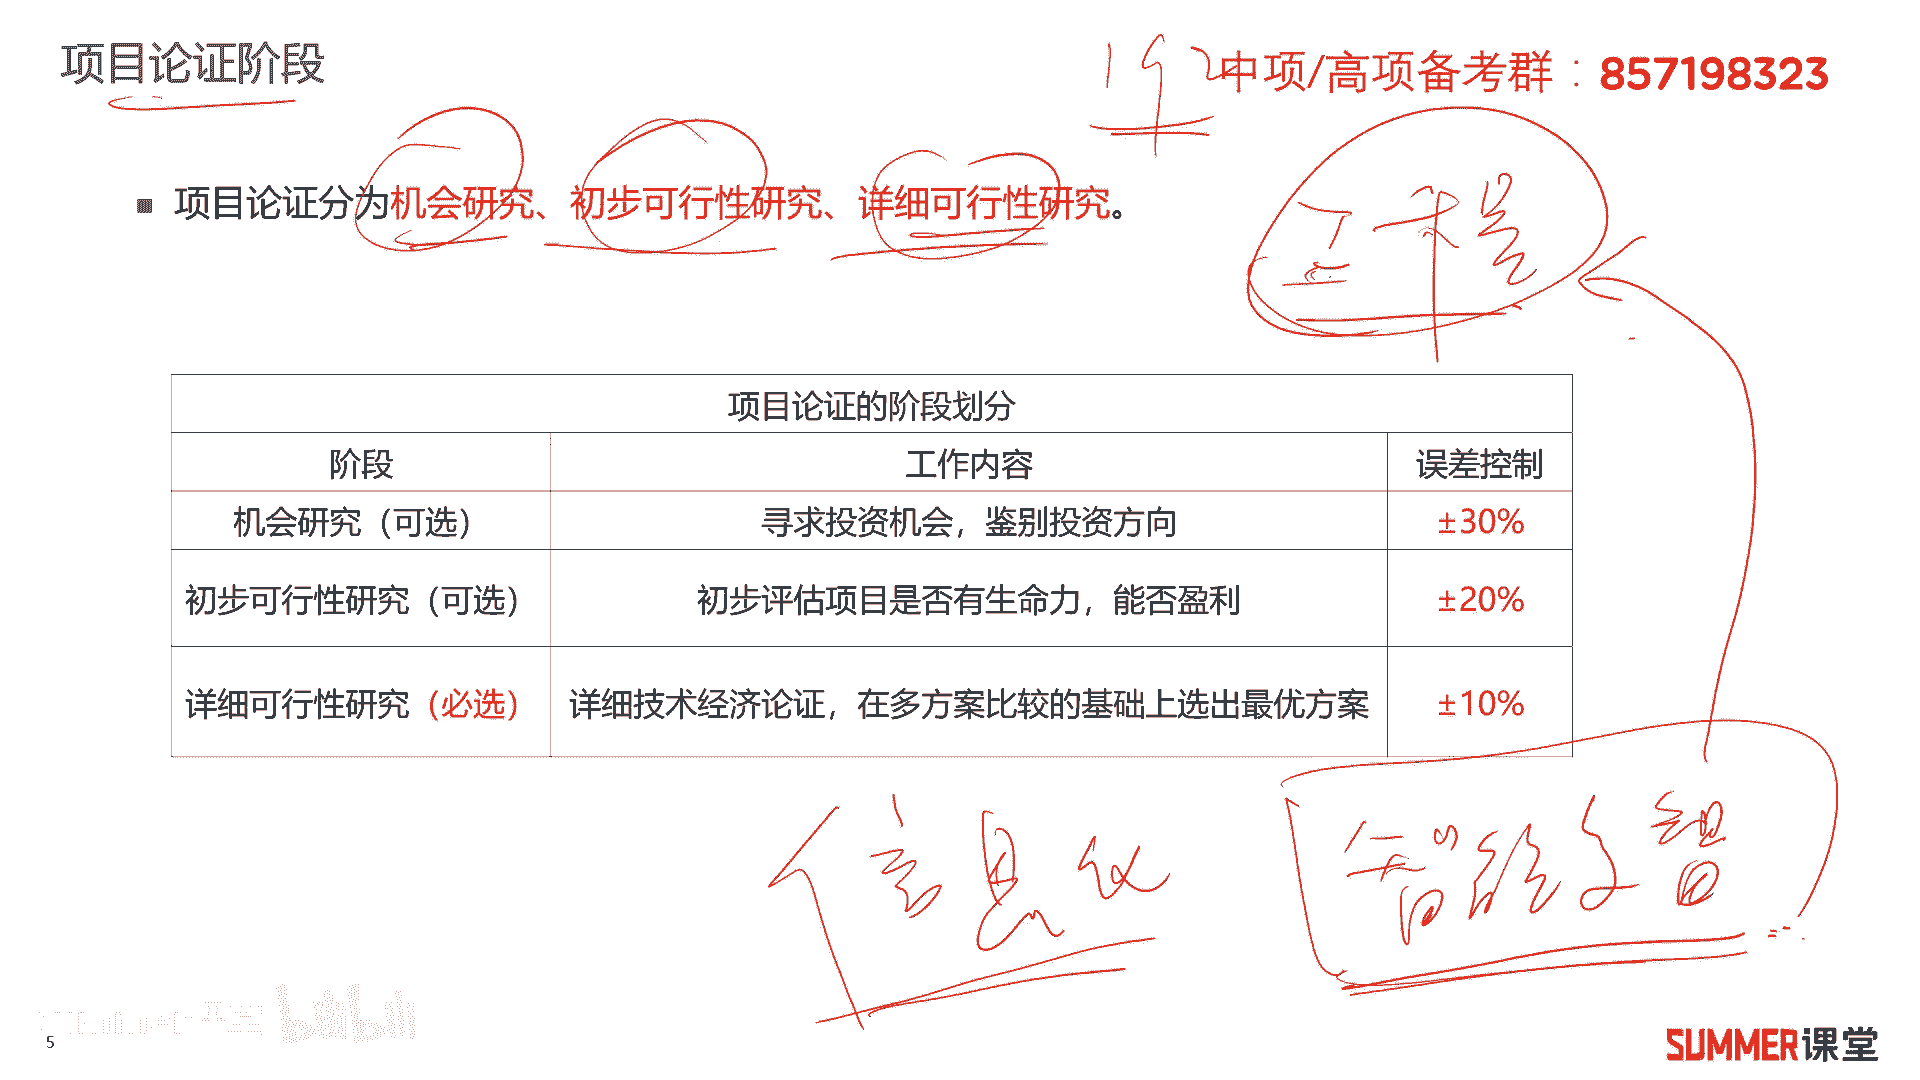 项目论证阶段
中项/高项备考群：857198323
■ 项目论证分为机会研究、初步可行性研究、详细可行性研究。
项目论证的阶段划分
阶段 工作内容 误差控制
机会研究（可选） 寻求投资机会，鉴别投资方向 ±30%
初步可行性研究（可选） 初步评估项目是否有生命力，能否盈利 ±20%
详细可行性研究（必选） 详细技术经济论证，在多方案比较的基础上选出最优方案 ±10%
信息化
5
SUMMER课堂